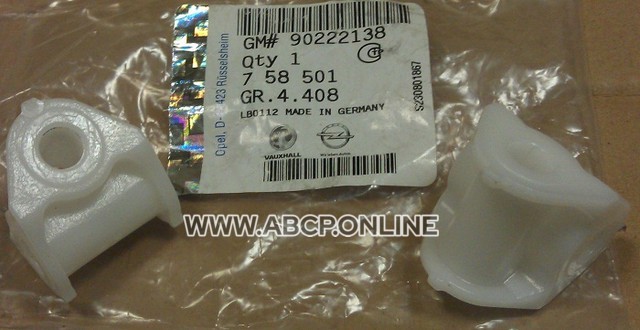 GM# 90222138
Qty 1
7 58 501
GR.4.408
LB0112 MADE IN GERMANY
VAUXHALL
Opel, D- 423 Rüsselsheim
S230801867
WWW.ABCP.ONLINE